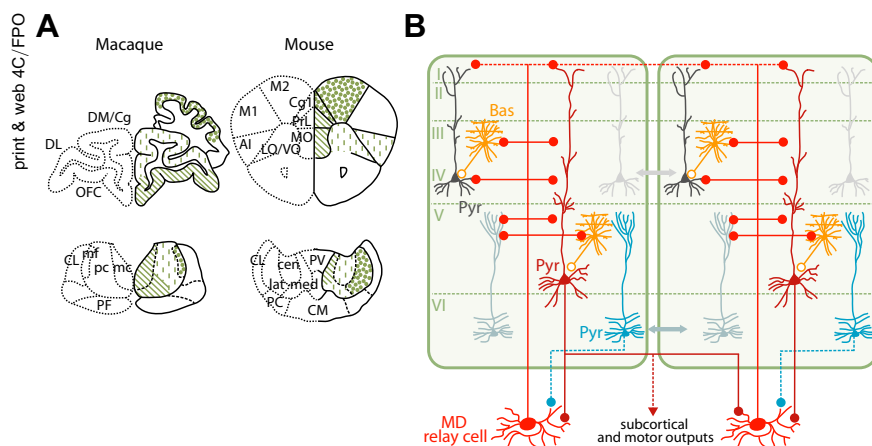 print & web 4C/FPO
A
Macaque
Mouse
DM/Cg
DL
OFC
M2
M1
Cg1
PrL
MO
AI
LO/VO
CL
mf
pc
mc
PF
CL
cen
PV
lat
med
PC
CM
B
I
II
III
IV
V
VI
Bas
Pyr
Pyr
Pyr
MD
relay cell
subcortical
and motor outputs